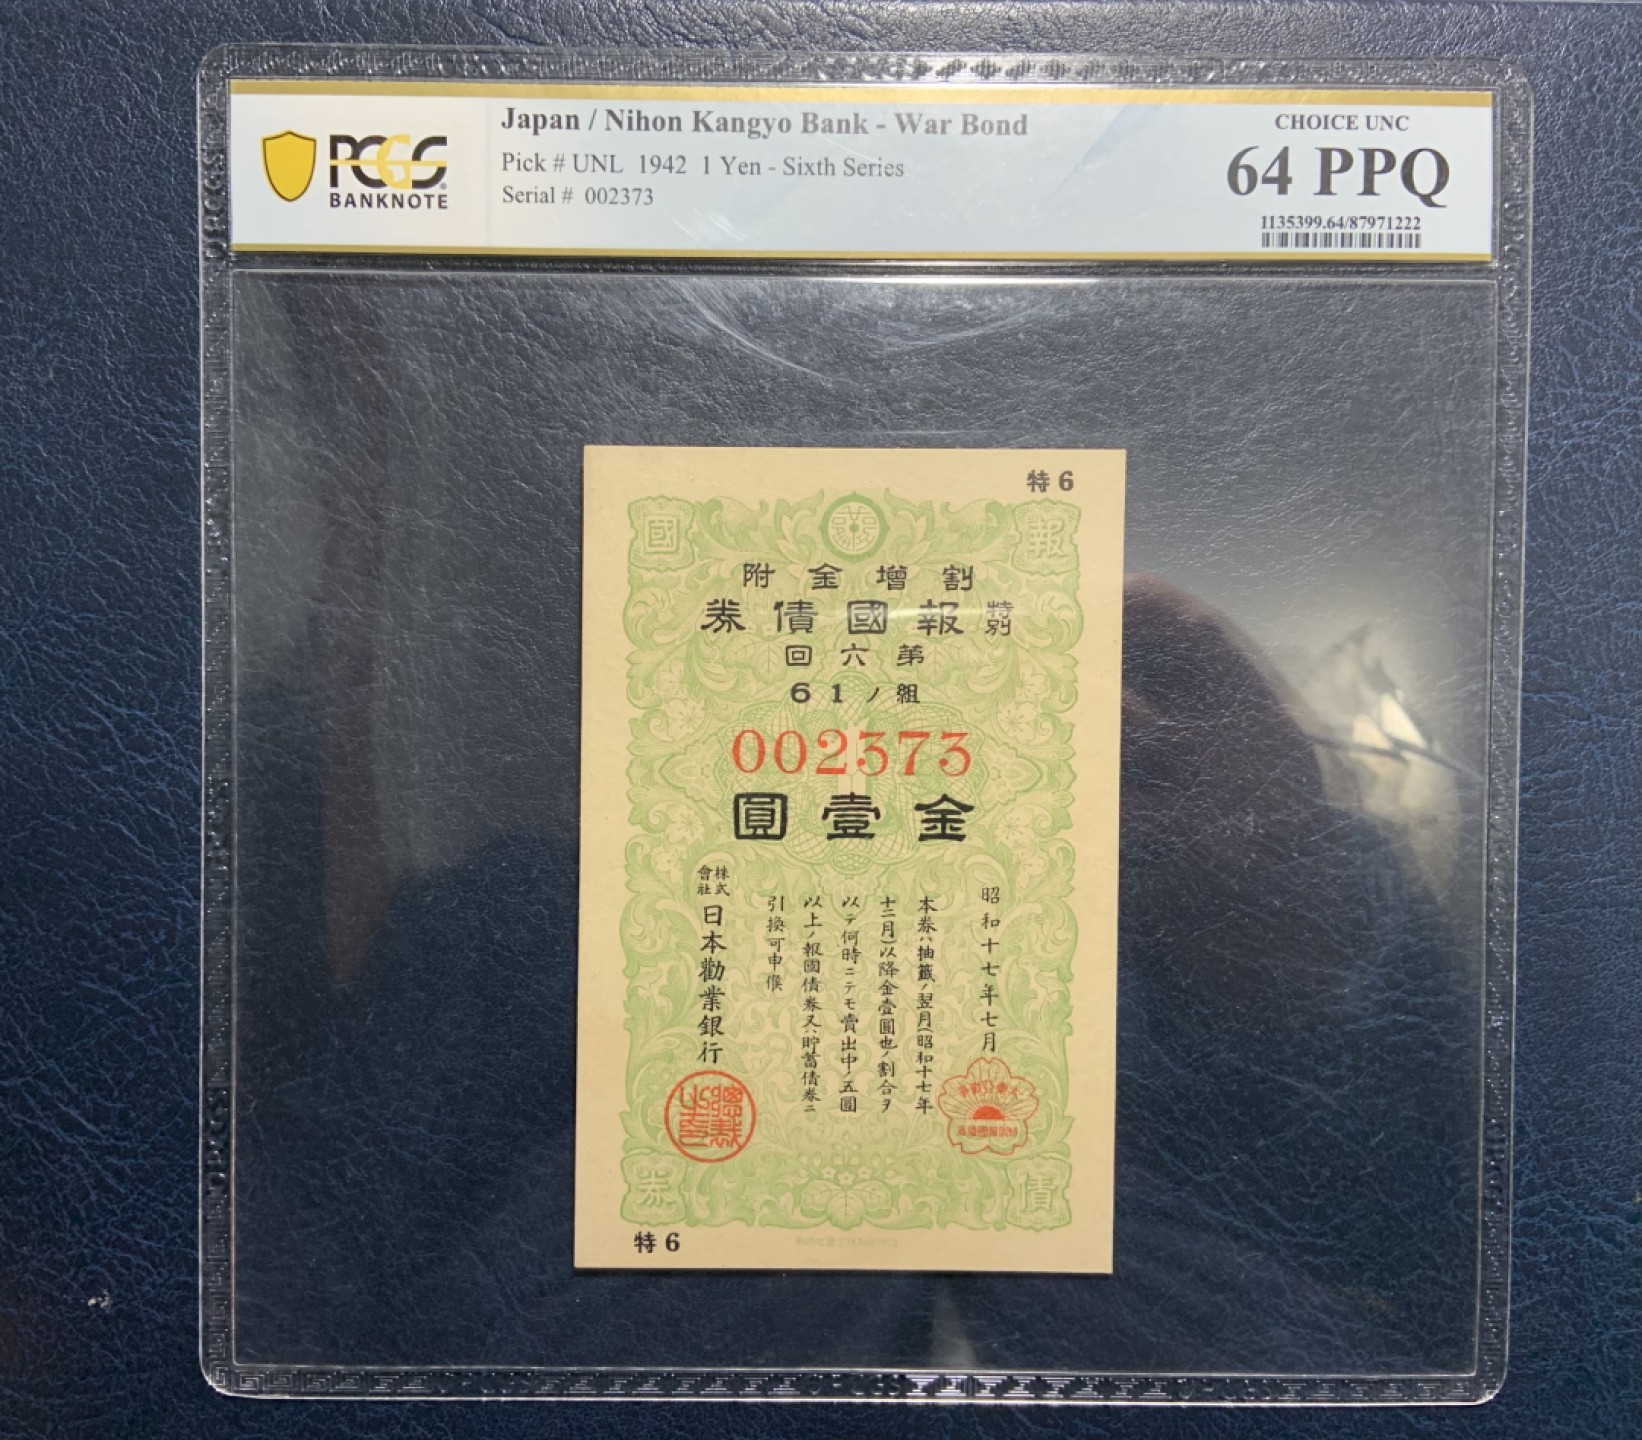 PCGS
BANKNOTE
Japan / Nihon Kangyo Bank - War Bond
Pick # UNL 1942 1 Yen - Sixth Series
Serial # 002373
CHOICE UNC
64 PPQ
1135399.64/87971222
特6
報
國
割增金附
特別報國債券
第六回
61ノ組
002373
金壹圓
昭和十七年七月
本券ハ抽籤ノ翌月(昭和十七年
十二月)以降金壹圓也ノ割合ヲ
以テ何時ニテモ賣出中ノ五圓
以上ノ報國債券又ハ貯蓄債券ニ
引換可申候
株式會社
日本勸業銀行
債
券
特6